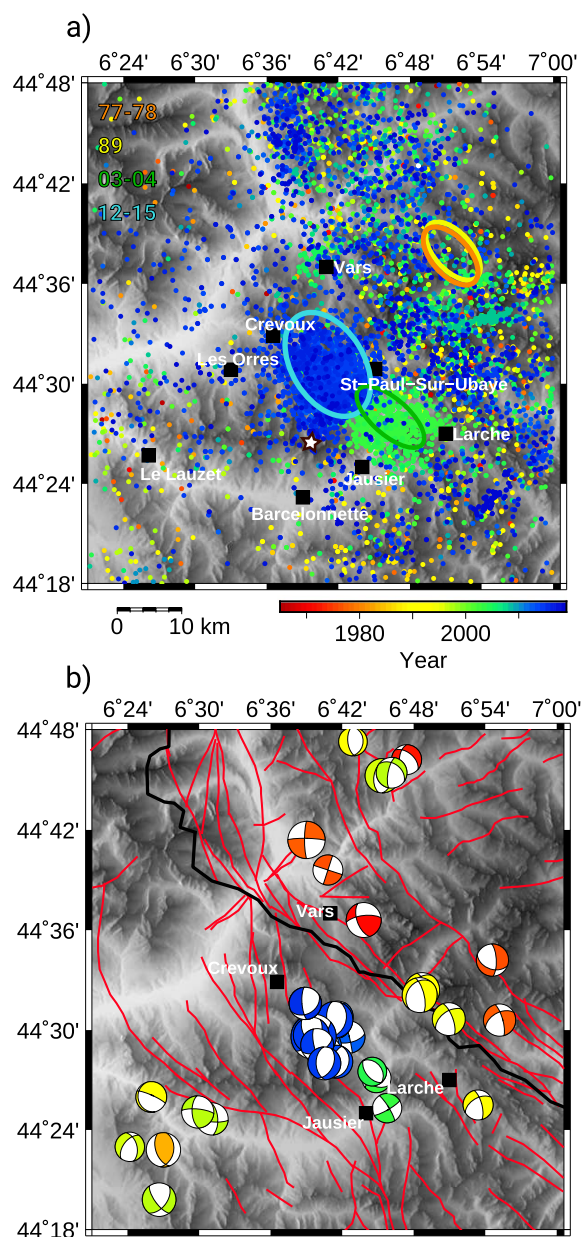 a)
6˚24' 6˚30' 6˚36' 6˚42' 6˚48' 6˚54' 7˚00'
44˚48'
77-78
89
03-04
12-15
44˚42'
44˚36'
Vars
Crevoux
Les Orres
44˚30'
St-Paul-Sur-Ubaye
Larche
44˚24'
Le Lauzet
Jausier
Barcelonnette
44˚18'
0 10 km
1980 2000
Year
b)
6˚24' 6˚30' 6˚36' 6˚42' 6˚48' 6˚54' 7˚00'
44˚48'
44˚42'
44˚36'
Vars
Crevoux
44˚30'
Larche
Jausier
44˚24'
44˚18'